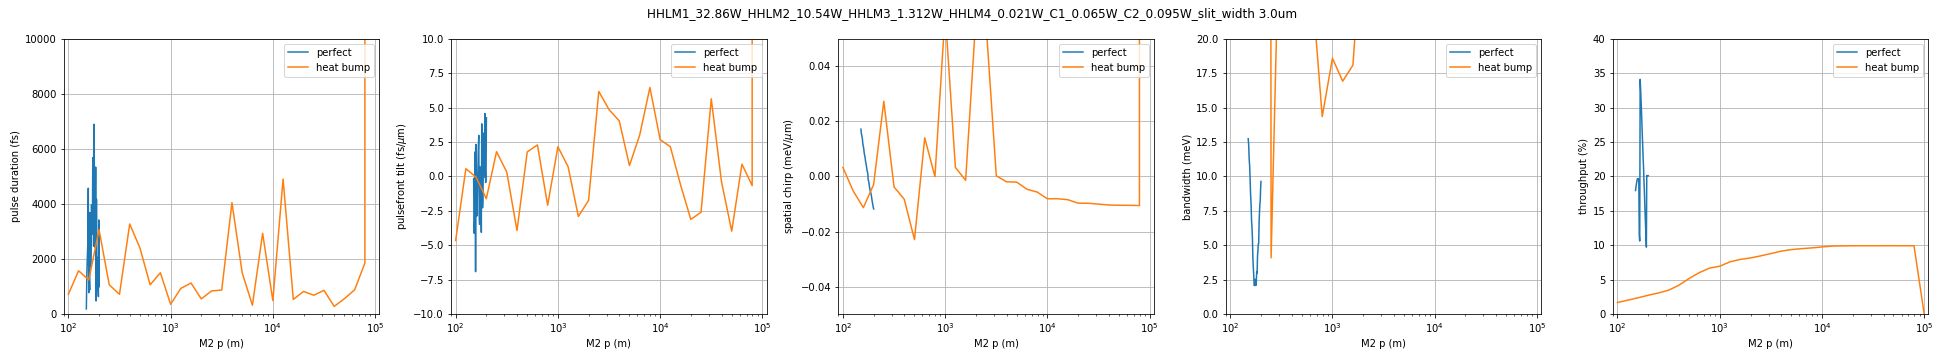 HHLM1_32.86W_HHLM2_10.54W_HHLM3_1.312W_HHLM4_0.021W_C1_0.065W_C2_0.095W_slit_width 3.0um
pulse duration (fs)
10000
8000
6000
4000
2000
0
10² 10³ 10⁴ 10⁵
M2 p (m)
perfect
heat bump
pulsefront tilt (fs/μm)
10.0
7.5
5.0
2.5
0.0
−2.5
−5.0
−7.5
−10.0
10² 10³ 10⁴ 10⁵
M2 p (m)
perfect
heat bump
spatial chirp (meV/μm)
0.04
0.02
0.00
−0.02
−0.04
10² 10³ 10⁴ 10⁵
M2 p (m)
perfect
heat bump
bandwidth (meV)
20.0
17.5
15.0
12.5
10.0
7.5
5.0
2.5
0.0
10² 10³ 10⁴ 10⁵
M2 p (m)
perfect
heat bump
throughput (%)
40
35
30
25
20
15
10
5
0
10² 10³ 10⁴ 10⁵
M2 p (m)
perfect
heat bump